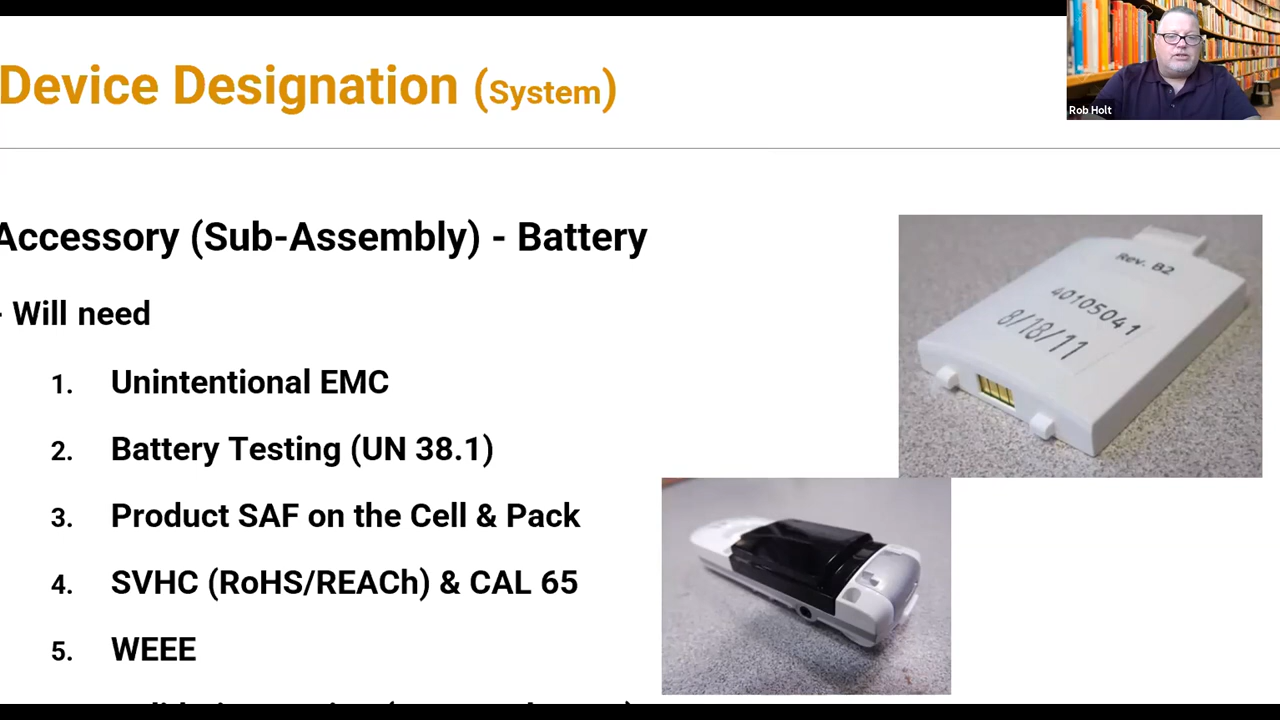 Device Designation (System)
Rob Holt
Accessory (Sub-Assembly) - Battery
- Will need
1. Unintentional EMC
2. Battery Testing (UN 38.1)
3. Product SAF on the Cell & Pack
4. SVHC (RoHS/REACh) & CAL 65
5. WEEE
Rev. B2
40105041
8/18/11